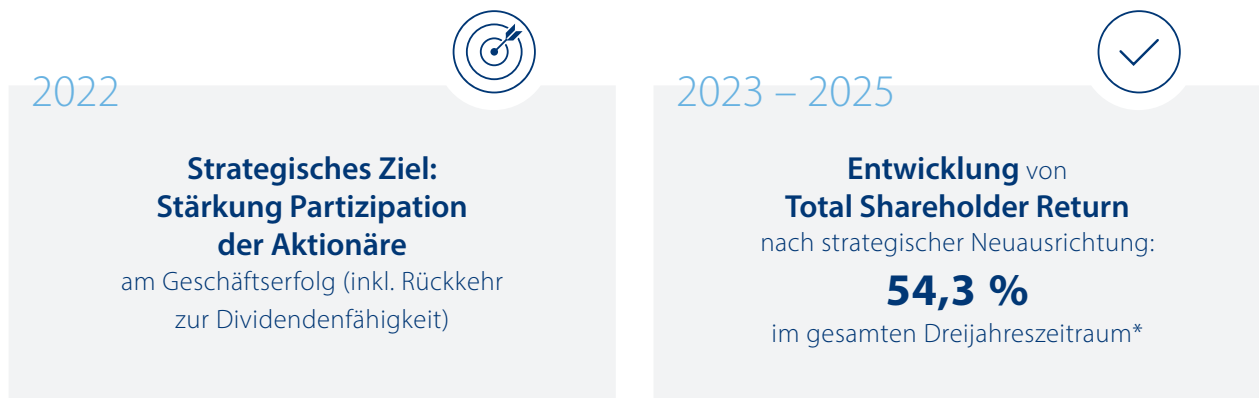 2022
Strategisches Ziel:
Stärkung Partizipation
der Aktionäre
am Geschäftserfolg (inkl. Rückkehr
zur Dividendenfähigkeit)
2023 – 2025
Entwicklung von
Total Shareholder Return
nach strategischer Neuausrichtung:
54,3 %
im gesamten Dreijahreszeitraum*